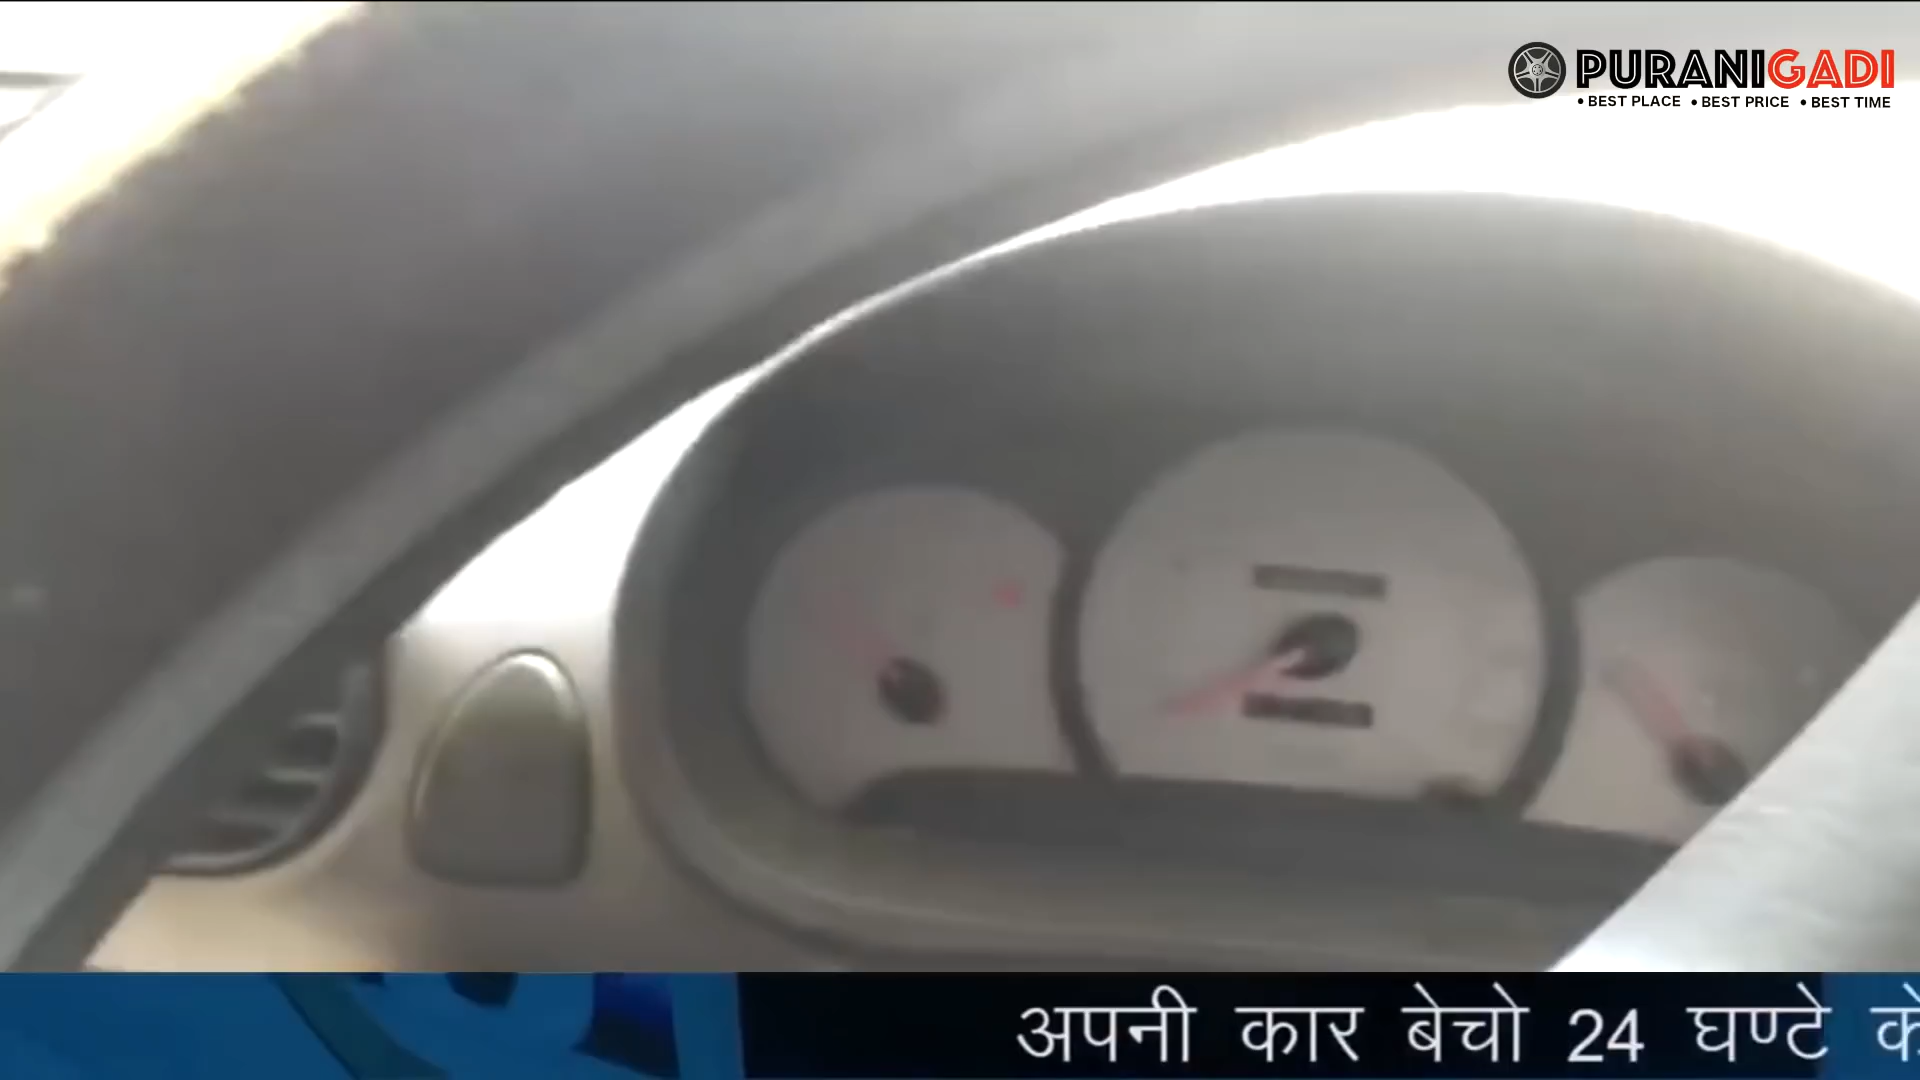 PURANIGADI
• BEST PLACE • BEST PRICE • BEST TIME
अपनी कार बेचो 24 घण्टे के